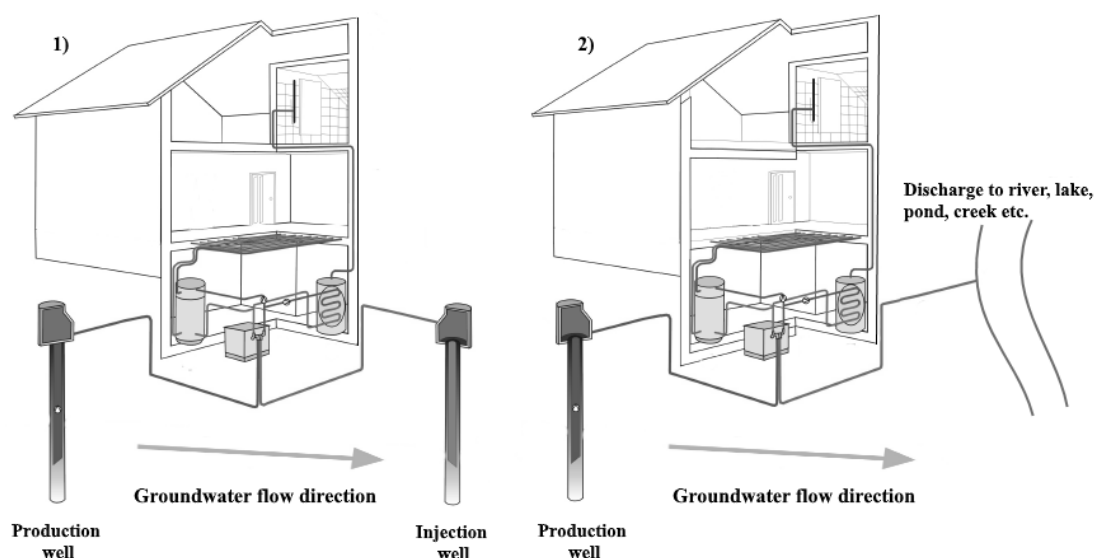 1)
2)
Discharge to river, lake,
pond, creek etc.
Groundwater flow direction
Groundwater flow direction
Production
well
Injection
well
Production
well